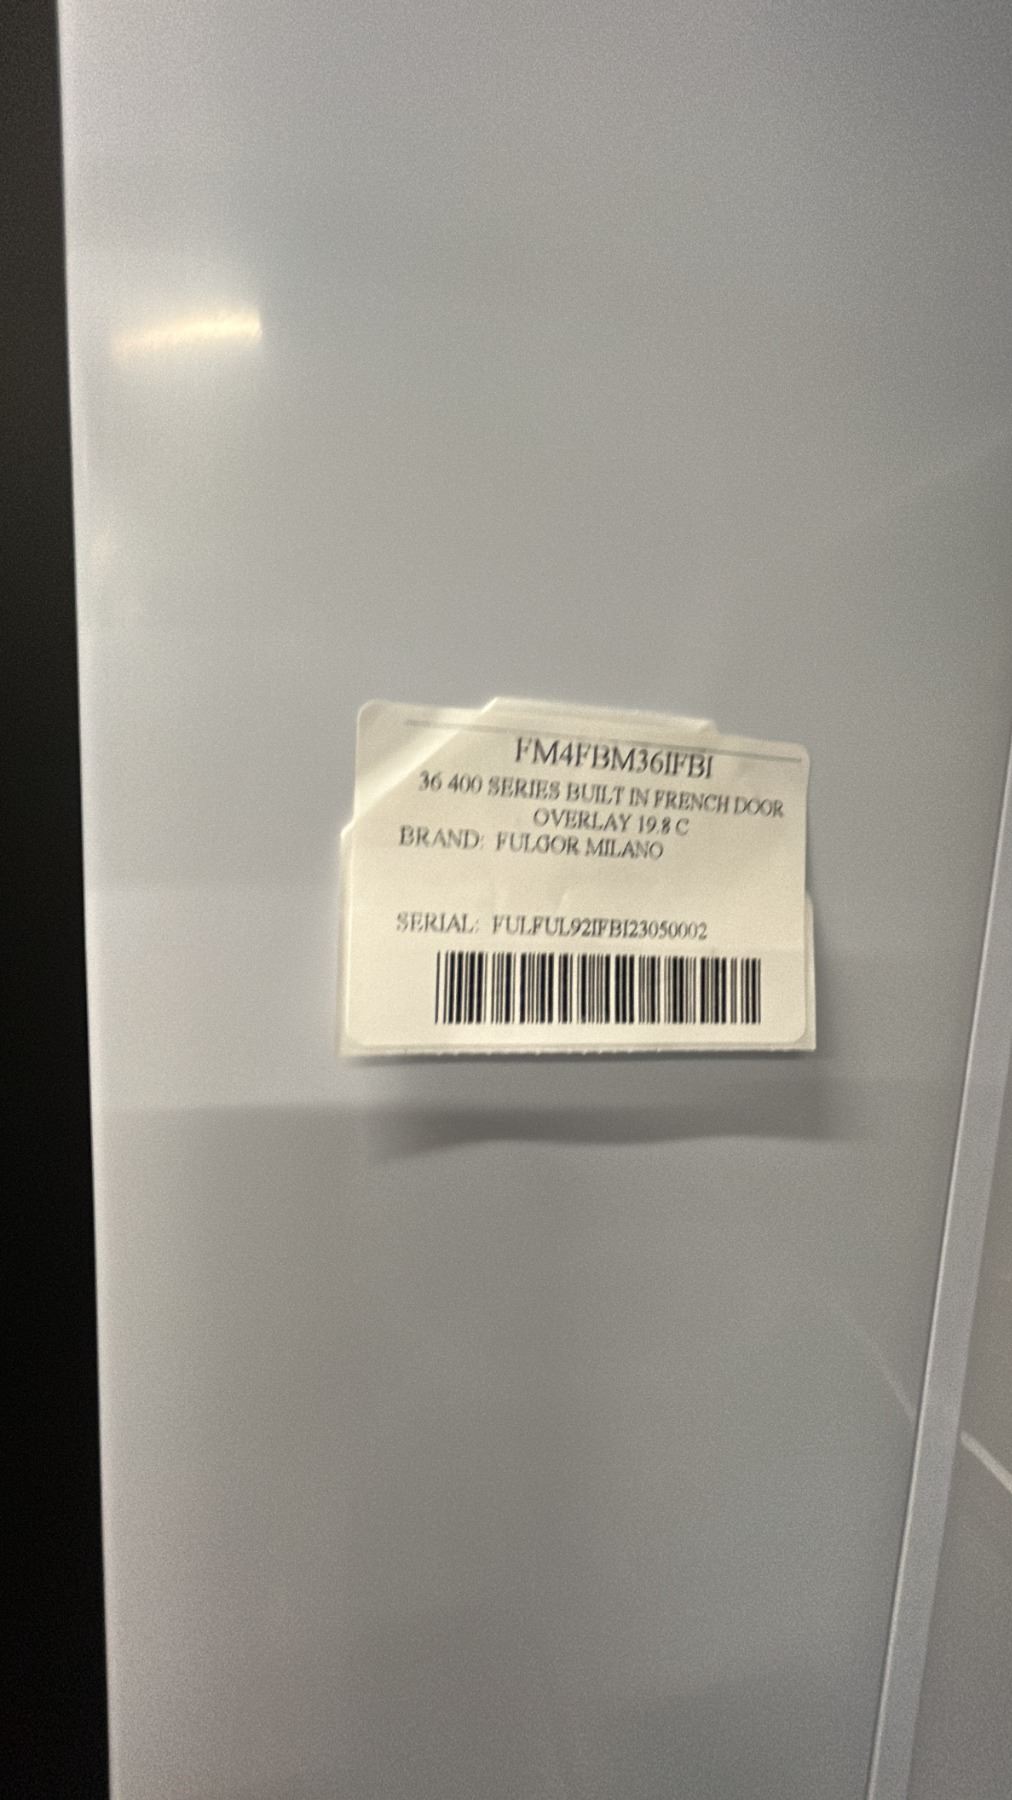 FM4FBM36IFBI
36 400 SERIES BUILT IN FRENCH DOOR
OVERLAY 19.8 C
BRAND: FULGOR MILANO
SERIAL: FULFUL92IFBI23050002